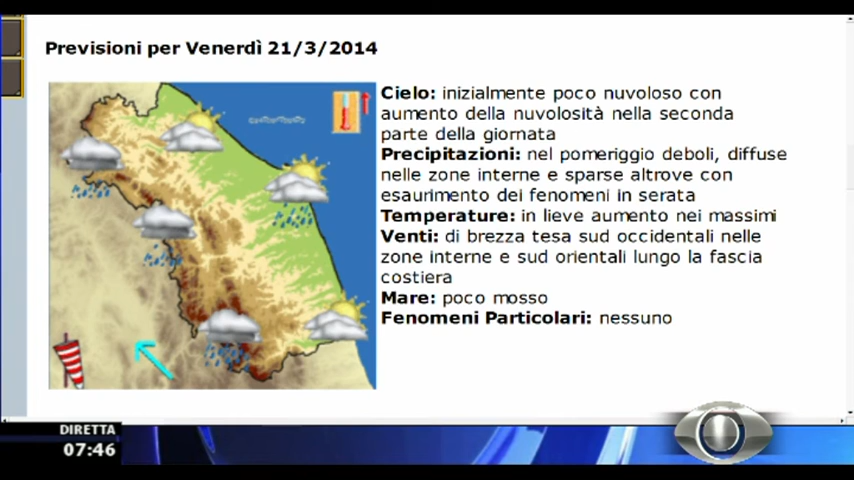 Previsioni per Venerdì 21/3/2014
Cielo: inizialmente poco nuvoloso con
aumento della nuvolosità nella seconda
parte della giornata
Precipitazioni: nel pomeriggio deboli, diffuse
nelle zone interne e sparse altrove con
esaurimento dei fenomeni in serata
Temperature: in lieve aumento nei massimi
Venti: di brezza tesa sud occidentali nelle
zone interne e sud orientali lungo la fascia
costiera
Mare: poco mosso
Fenomeni Particolari: nessuno
DIRETTA
07:46